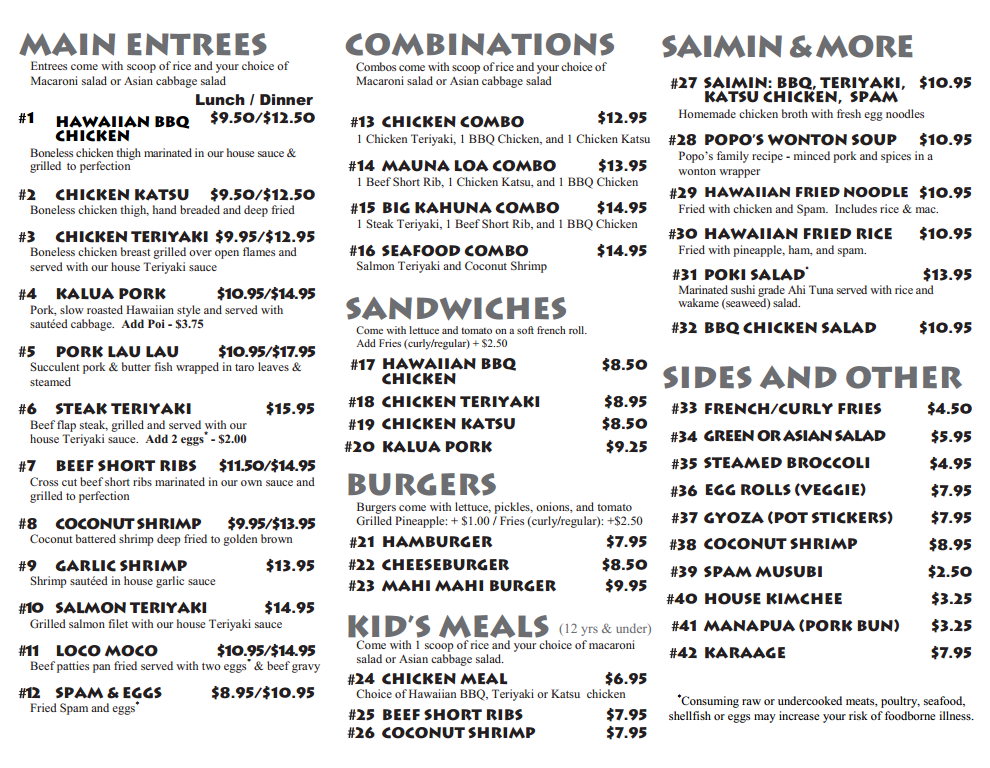 MAIN ENTREES
Entrees come with scoop of rice and your choice of
Macaroni salad or Asian cabbage salad
Lunch / Dinner
#1 HAWAIIAN BBQ $9.50/$12.50
CHICKEN
Boneless chicken thigh marinated in our house sauce &
grilled to perfection
#2 CHICKEN KATSU $9.50/$12.50
Boneless chicken thigh, hand breaded and deep fried
#3 CHICKEN TERIYAKI $9.95/$12.95
Boneless chicken breast grilled over open flames and
served with our house Teriyaki sauce
#4 KALUA PORK $10.95/$14.95
Pork, slow roasted Hawaiian style and served with
sautéed cabbage. Add Poi - $3.75
#5 PORK LAU LAU $10.95/$17.95
Succulent pork & butter fish wrapped in taro leaves &
steamed
#6 STEAK TERIYAKI $15.95
Beef flap steak, grilled and served with our
house Teriyaki sauce. Add 2 eggs* - $2.00
#7 BEEF SHORT RIBS $11.50/$14.95
Cross cut beef short ribs marinated in our own sauce and
grilled to perfection
#8 COCONUT SHRIMP $9.95/$13.95
Coconut battered shrimp deep fried to golden brown
#9 GARLIC SHRIMP $13.95
Shrimp sautéed in house garlic sauce
#10 SALMON TERIYAKI $14.95
Grilled salmon filet with our house Teriyaki sauce
#11 LOCO MOCO $10.95/$14.95
Beef patties pan fried served with two eggs* & beef gravy
#12 SPAM & EGGS $8.95/$10.95
Fried Spam and eggs*
COMBINATIONS
Combos come with scoop of rice and your choice of
Macaroni salad or Asian cabbage salad
#13 CHICKEN COMBO $12.95
1 Chicken Teriyaki, 1 BBQ Chicken, and 1 Chicken Katsu
#14 MAUNA LOA COMBO $13.95
1 Beef Short Rib, 1 Chicken Katsu, and 1 BBQ Chicken
#15 BIG KAHUNA COMBO $14.95
1 Steak Teriyaki, 1 Beef Short Rib, and 1 BBQ Chicken
#16 SEAFOOD COMBO $14.95
Salmon Teriyaki and Coconut Shrimp
SANDWICHES
Come with lettuce and tomato on a soft french roll.
Add Fries (curly/regular) + $2.50
#17 HAWAIIAN BBQ $8.50
CHICKEN
#18 CHICKEN TERIYAKI $8.95
#19 CHICKEN KATSU $8.50
#20 KALUA PORK $9.25
BURGERS
Burgers come with lettuce, pickles, onions, and tomato
Grilled Pineapple: + $1.00 / Fries (curly/regular): +$2.50
#21 HAMBURGER $7.95
#22 CHEESEBURGER $8.50
#23 MAHI MAHI BURGER $9.95
KID'S MEALS (12 yrs & under)
Come with 1 scoop of rice and your choice of macaroni
salad or Asian cabbage salad.
#24 CHICKEN MEAL $6.95
Choice of Hawaiian BBQ, Teriyaki or Katsu chicken
#25 BEEF SHORT RIBS $7.95
#26 COCONUT SHRIMP $7.95
SAIMIN & MORE
#27 SAIMIN: BBQ, TERIYAKI, $10.95
KATSU CHICKEN, SPAM
Homemade chicken broth with fresh egg noodles
#28 POPO'S WONTON SOUP $10.95
Popo's family recipe - minced pork and spices in a
wonton wrapper
#29 HAWAIIAN FRIED NOODLE $10.95
Fried with chicken and Spam. Includes rice & mac.
#30 HAWAIIAN FRIED RICE $10.95
Fried with pineapple, ham, and spam.
#31 POKI SALAD* $13.95
Marinated sushi grade Ahi Tuna served with rice and
wakame (seaweed) salad.
#32 BBQ CHICKEN SALAD $10.95
SIDES AND OTHER
#33 FRENCH/CURLY FRIES $4.50
#34 GREEN OR ASIAN SALAD $5.95
#35 STEAMED BROCCOLI $4.95
#36 EGG ROLLS (VEGGIE) $7.95
#37 GYOZA (POT STICKERS) $7.95
#38 COCONUT SHRIMP $8.95
#39 SPAM MUSUBI $2.50
#40 HOUSE KIMCHEE $3.25
#41 MANAPUA (PORK BUN) $3.25
#42 KARAAGE $7.95
*Consuming raw or undercooked meats, poultry, seafood,
shellfish or eggs may increase your risk of foodborne illness.